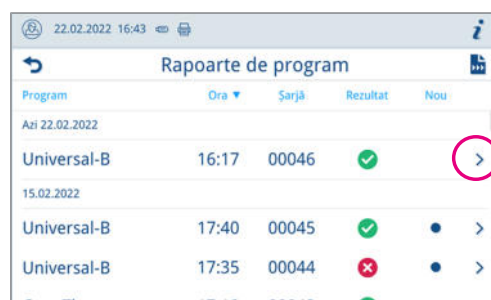 22.02.2022 16:43
Rapoarte de program
Program Ora ▼ Șarjă Rezultat Nou
Azi 22.02.2022
Universal-B 16:17 00046
15.02.2022
Universal-B 17:40 00045
Universal-B 17:35 00044